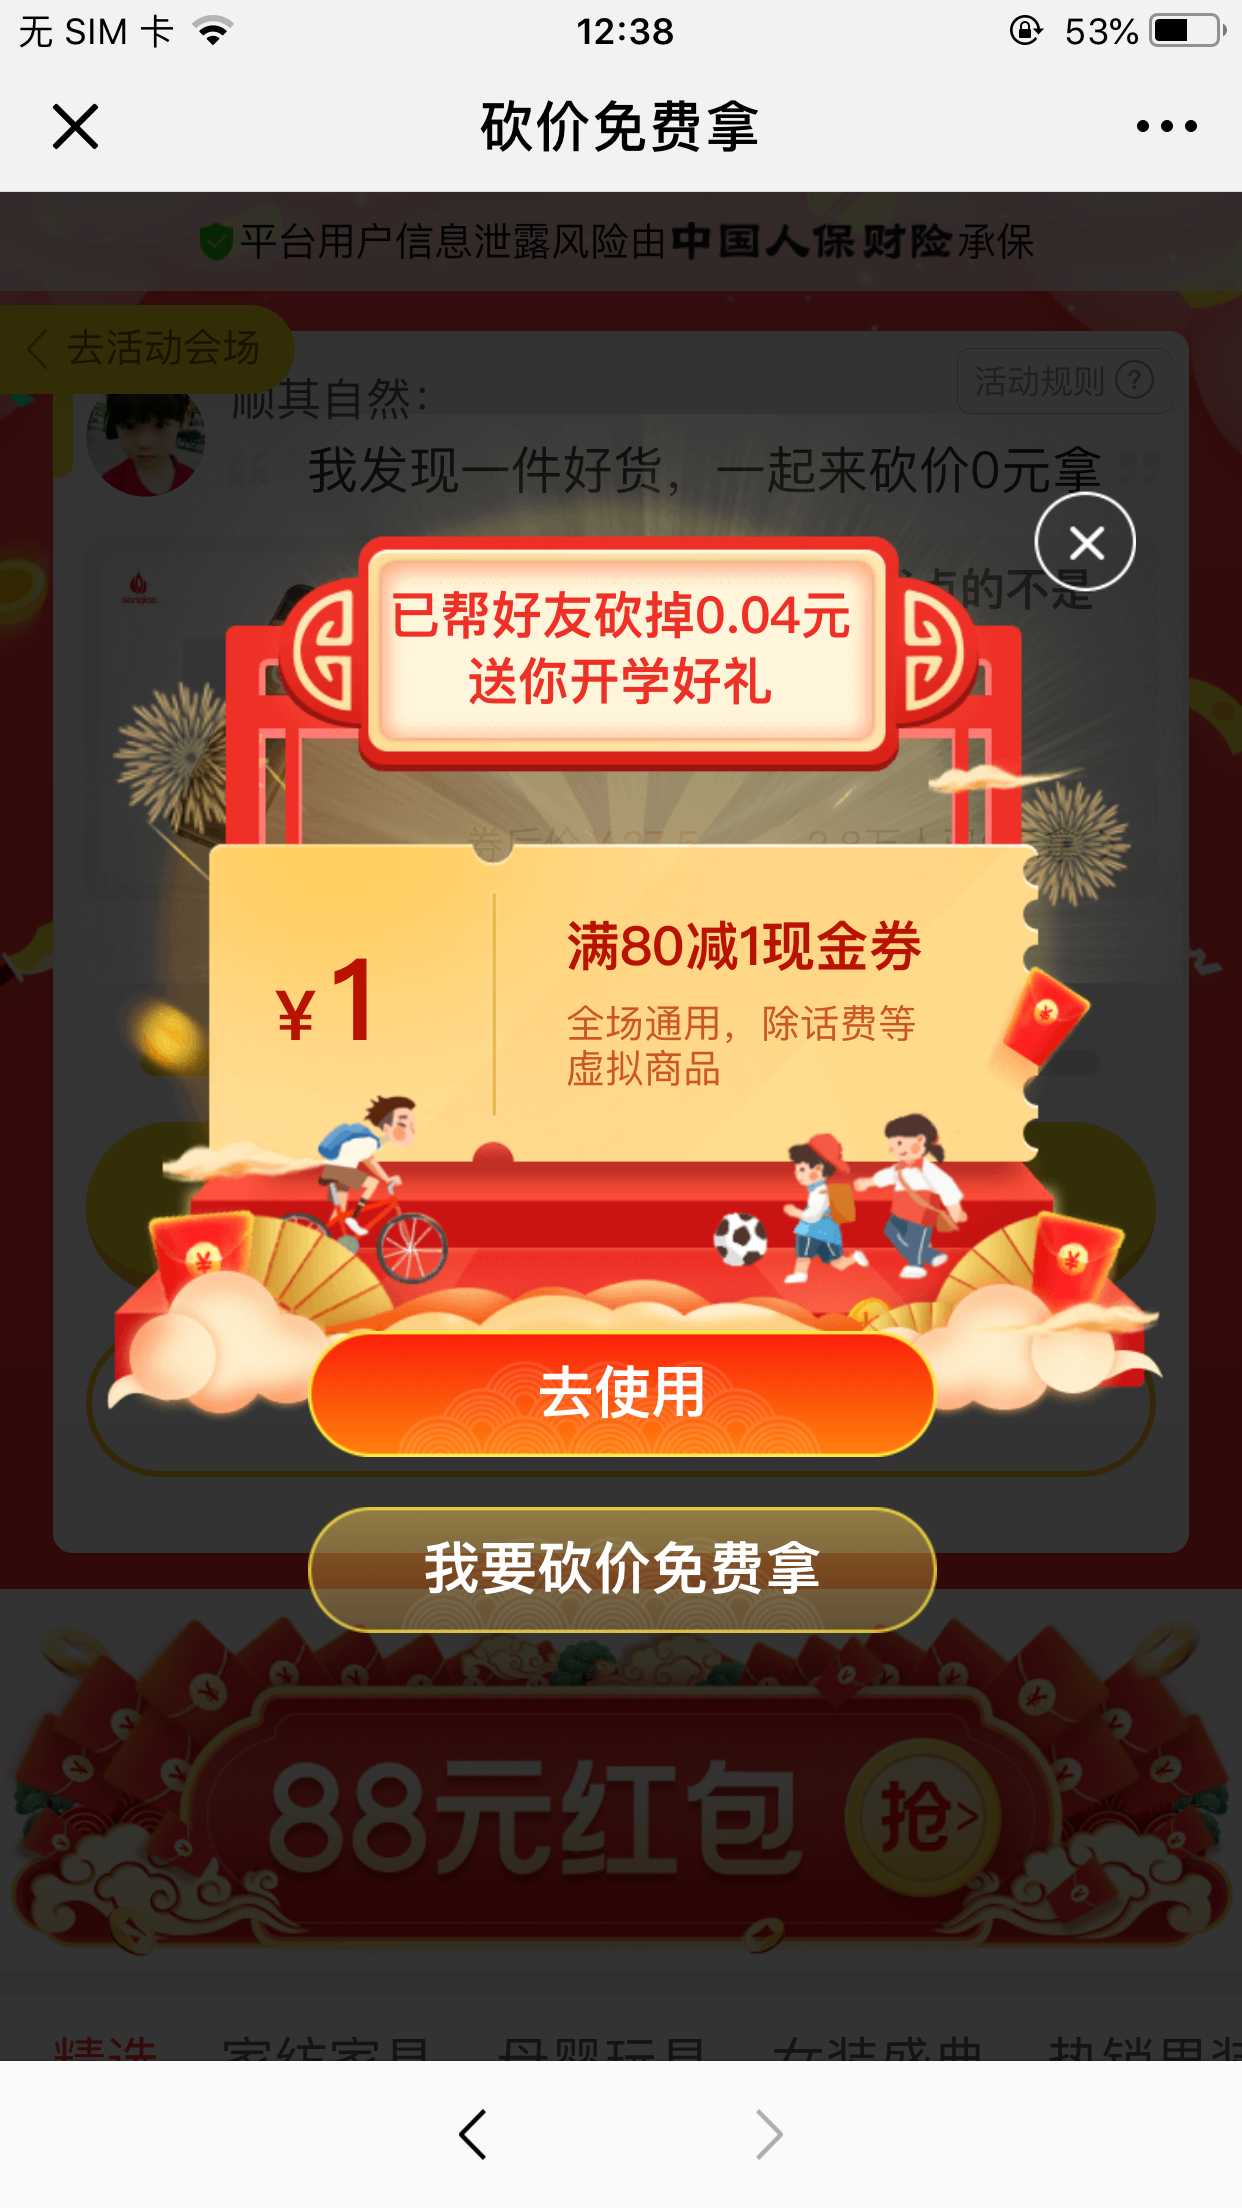 无 SIM 卡
12:38
53%
砍价免费拿
平台用户信息泄露风险由中国人保财险承保
去活动会场
活动规则 ?
顺其自然：
“ 我发现一件好货，一起来砍价0元拿 ”
掉的不是
已帮好友砍掉0.04元
送你开学好礼
¥1
满80减1现金券
全场通用，除话费等
虚拟商品
去使用
我要砍价免费拿
88元红包
抢>
精选 家纺家具 母婴玩具 女装盛典 热销男装